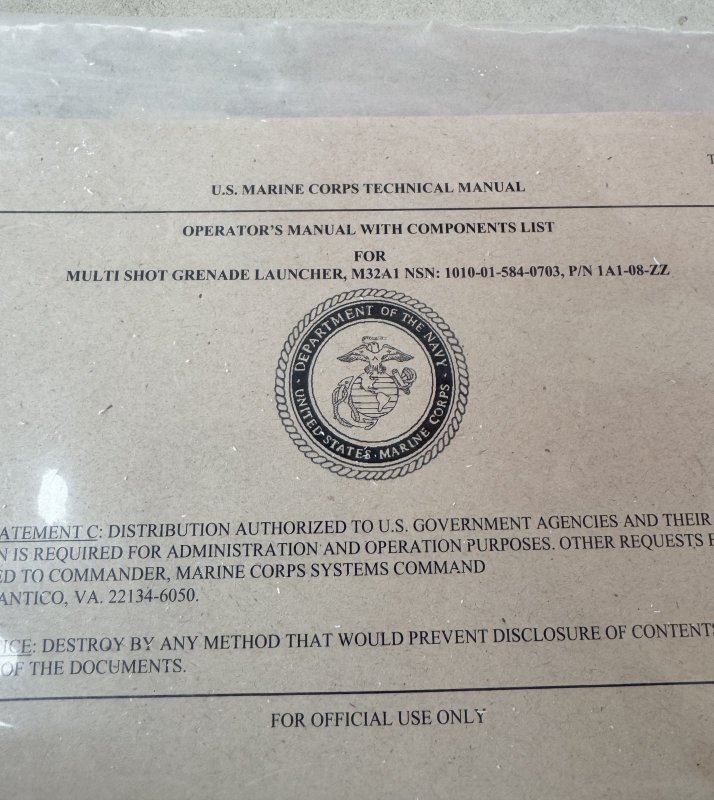 T
U.S. MARINE CORPS TECHNICAL MANUAL
OPERATOR'S MANUAL WITH COMPONENTS LIST
FOR
MULTI SHOT GRENADE LAUNCHER, M32A1 NSN: 1010-01-584-0703, P/N 1A1-08-ZZ
DEPARTMENT OF THE NAVY
UNITED STATES MARINE CORPS
ATEMENT C: DISTRIBUTION AUTHORIZED TO U.S. GOVERNMENT AGENCIES AND THEIR
N IS REQUIRED FOR ADMINISTRATION AND OPERATION PURPOSES. OTHER REQUESTS
ED TO COMMANDER, MARINE CORPS SYSTEMS COMMAND
ANTICO, VA. 22134-6050.
ICE: DESTROY BY ANY METHOD THAT WOULD PREVENT DISCLOSURE OF CONTENTS
OF THE DOCUMENTS.
FOR OFFICIAL USE ONLY